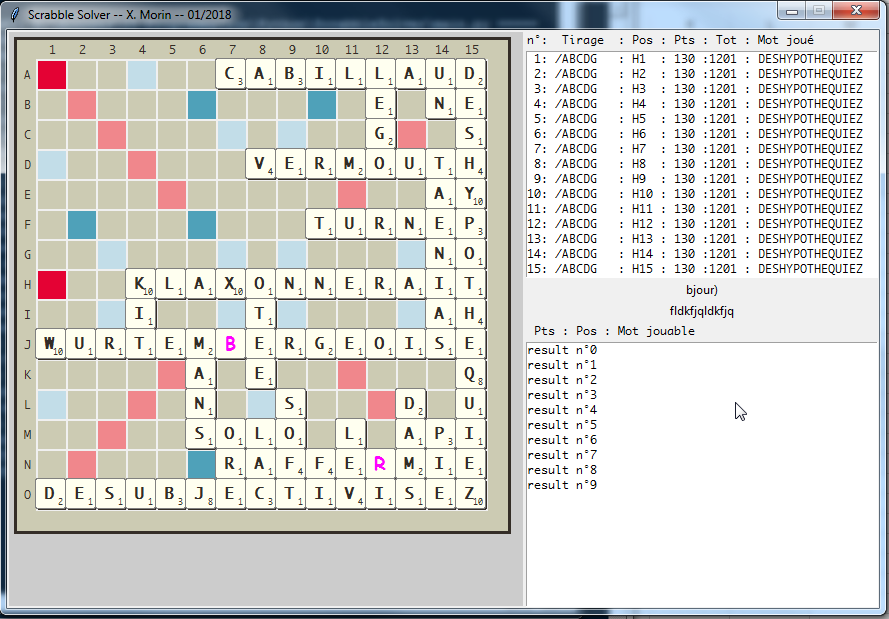 Scrabble Solver -- X. Morin -- 01/2018
1 2 3 4 5 6 7 8 9 10 11 12 13 14 15
A C3 A1 B3 I1 L1 L1 A1 U1 D2
B E1 N1 E1
C G2 S1
D V4 E1 R1 M2 O1 U1 T1 H4
E A1 Y10
F T1 U1 R1 N1 E1 P3
G N1 O1
H K10 L1 A1 X10 O1 N1 N1 E1 R1 A1 I1 T1
I I1 T1 A1 H4
J W10 U1 R1 T1 E1 M2 B E1 R1 G2 E1 O1 I1 S1 E1
K A1 E1 Q8
L N1 S1 D2 U1
M S1 O1 L1 O1 L1 A1 P3 I1
N R1 A1 F4 F4 E1 R M2 I1 E1
O D2 E1 S1 U1 B3 J8 E1 C3 T1 I1 V4 I1 S1 E1 Z10
n°: Tirage : Pos : Pts : Tot : Mot joué
1: /ABCDG : H1 : 130 :1201 : DESHYPOTHEQUIEZ
2: /ABCDG : H2 : 130 :1201 : DESHYPOTHEQUIEZ
3: /ABCDG : H3 : 130 :1201 : DESHYPOTHEQUIEZ
4: /ABCDG : H4 : 130 :1201 : DESHYPOTHEQUIEZ
5: /ABCDG : H5 : 130 :1201 : DESHYPOTHEQUIEZ
6: /ABCDG : H6 : 130 :1201 : DESHYPOTHEQUIEZ
7: /ABCDG : H7 : 130 :1201 : DESHYPOTHEQUIEZ
8: /ABCDG : H8 : 130 :1201 : DESHYPOTHEQUIEZ
9: /ABCDG : H9 : 130 :1201 : DESHYPOTHEQUIEZ
10: /ABCDG : H10 : 130 :1201 : DESHYPOTHEQUIEZ
11: /ABCDG : H11 : 130 :1201 : DESHYPOTHEQUIEZ
12: /ABCDG : H12 : 130 :1201 : DESHYPOTHEQUIEZ
13: /ABCDG : H13 : 130 :1201 : DESHYPOTHEQUIEZ
14: /ABCDG : H14 : 130 :1201 : DESHYPOTHEQUIEZ
15: /ABCDG : H15 : 130 :1201 : DESHYPOTHEQUIEZ
bjour)
fldkfjqldkfjq
Pts : Pos : Mot jouable
result n°0
result n°1
result n°2
result n°3
result n°4
result n°5
result n°6
result n°7
result n°8
result n°9